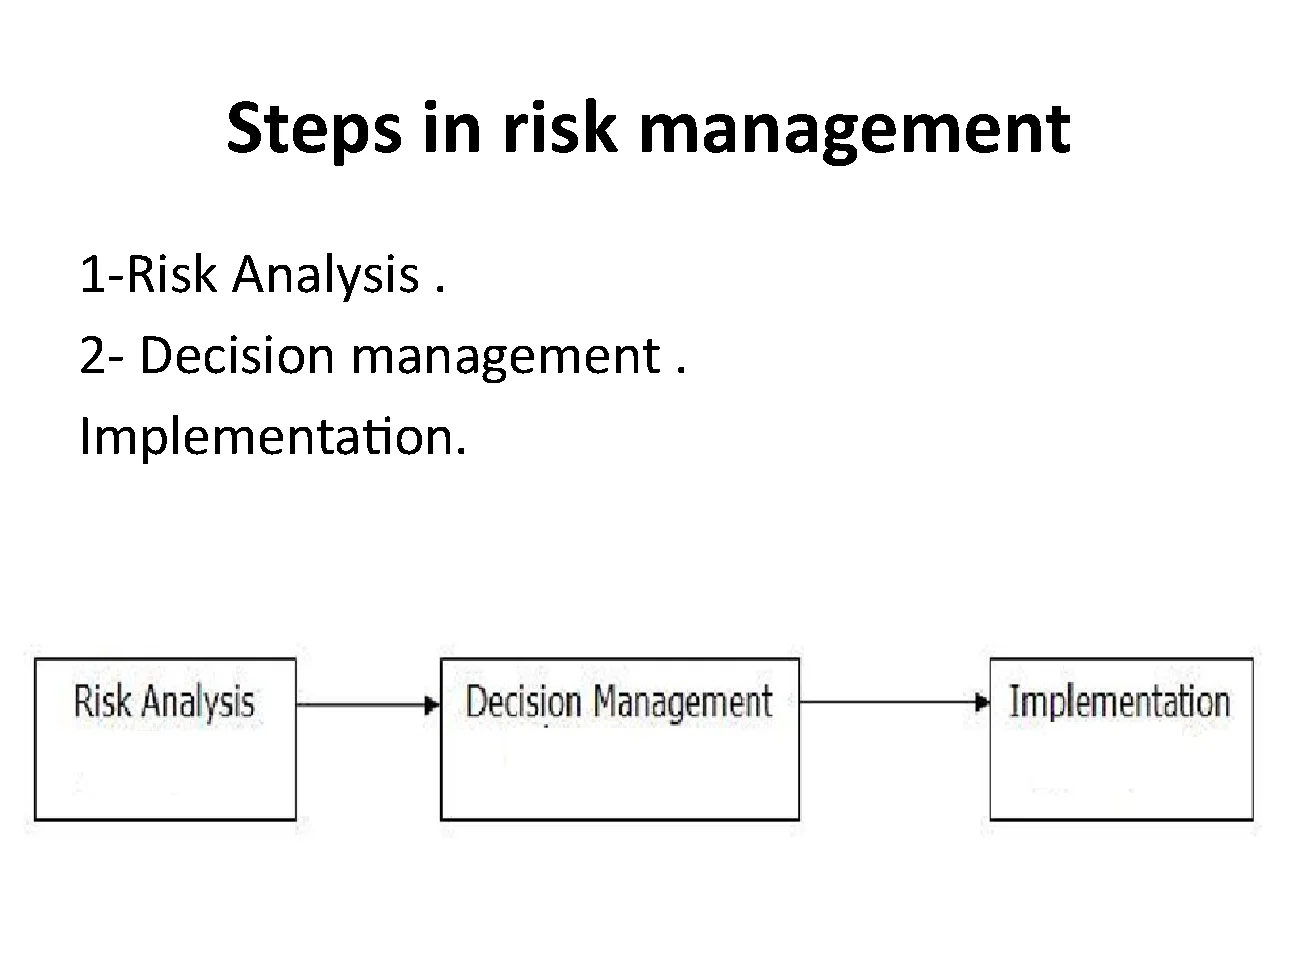 Steps in risk management
1-Risk Analysis .
2- Decision management .
Implementation.
Risk Analysis
Decision Management
Implementation